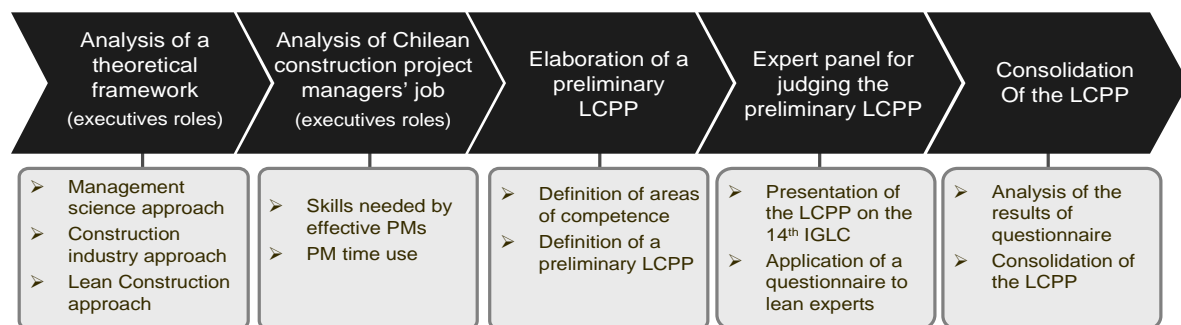 Analysis of a
theoretical
framework
(executives roles)
Analysis of Chilean
construction project
managers' job
(executives roles)
Elaboration of a
preliminary
LCPP
Expert panel for
judging the
preliminary LCPP
Consolidation
Of the LCPP
➢ Management
science approach
➢ Construction
industry approach
➢ Lean Construction
approach
➢ Skills needed by
effective PMs
➢ PM time use
➢ Definition of areas
of competence
➢ Definition of a
preliminary LCPP
➢ Presentation of
the LCPP on the
14th IGLC
➢ Application of a
questionnaire to
lean experts
➢ Analysis of the
results of
questionnaire
➢ Consolidation of
the LCPP